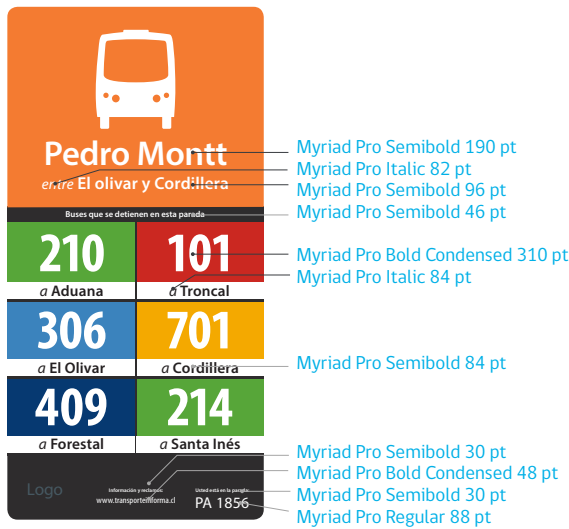 Pedro Montt
entre El olivar y Cordillera
Buses que se detienen en esta parada
210
101
a Aduana
a Troncal
306
701
a El Olivar
a Cordillera
409
214
a Forestal
a Santa Inés
Logo
Información y reclamos:
www.transporteinforma.cl
Usted está en la paragía:
PA 1856
Myriad Pro Semibold 190 pt
Myriad Pro Italic 82 pt
Myriad Pro Semibold 96 pt
Myriad Pro Semibold 46 pt
Myriad Pro Bold Condensed 310 pt
Myriad Pro Italic 84 pt
Myriad Pro Semibold 84 pt
Myriad Pro Semibold 30 pt
Myriad Pro Bold Condensed 48 pt
Myriad Pro Semibold 30 pt
Myriad Pro Regular 88 pt